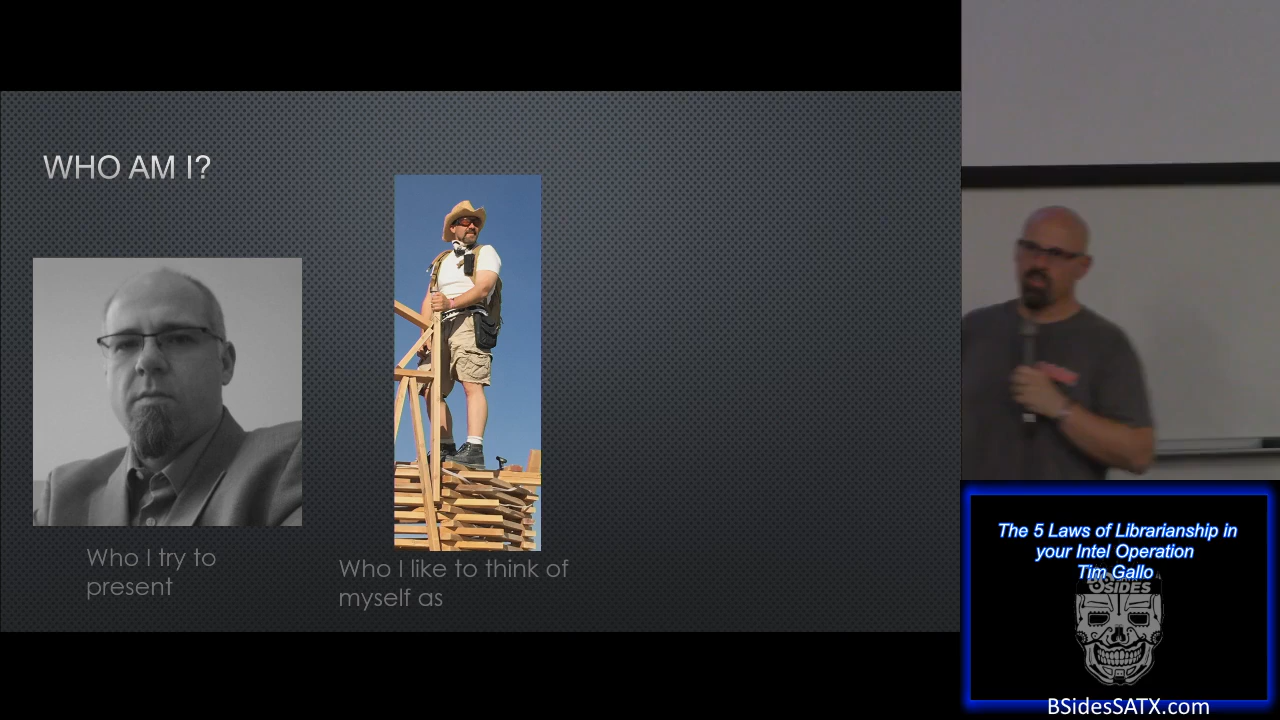 WHO AM I?
Who I try to
present
Who I like to think of
myself as
The 5 Laws of Librarianship in
your Intel Operation
Tim Gallo
BSIDES
BSidesSATX.com